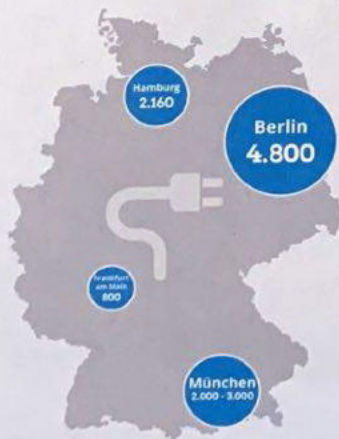 Hamburg
2.160
Berlin
4.800
Frankfurt
am Main
800
München
2.000 - 3.000